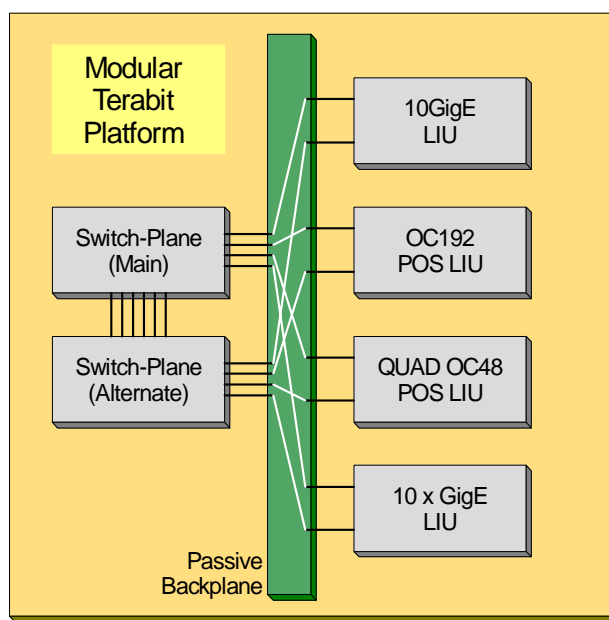 Modular
Terabit
Platform
10GigE
LIU
Switch-Plane
(Main)
OC192
POS LIU
Switch-Plane
(Alternate)
QUAD OC48
POS LIU
10 x GigE
LIU
Passive
Backplane